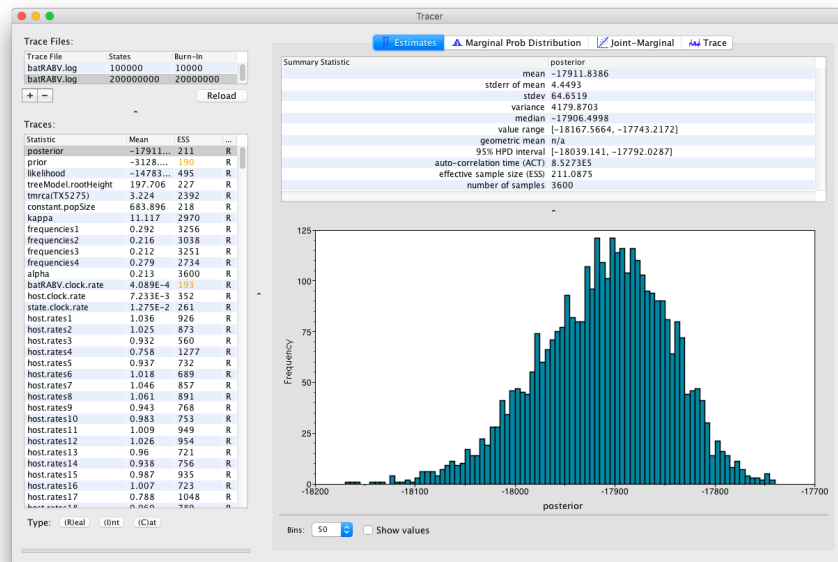 Tracer
Trace Files:
Trace File States Burn-In
batRABV.log 100000 10000
batRABV.log 200000000 20000000
+ − Reload
Traces:
Statistic Mean ESS ...
posterior -17911... 211 R
prior -3128.... 190 R
likelihood -14783... 495 R
treeModel.rootHeight 197.706 227 R
tmrca(TX5275) 3.224 2392 R
constant.popSize 683.896 218 R
kappa 11.117 2970 R
frequencies1 0.292 3256 R
frequencies2 0.216 3038 R
frequencies3 0.212 3251 R
frequencies4 0.279 2734 R
alpha 0.213 3600 R
batRABV.clock.rate 4.089E-4 193 R
host.clock.rate 7.233E-3 352 R
state.clock.rate 1.275E-2 261 R
host.rates1 1.036 926 R
host.rates2 1.025 873 R
host.rates3 0.932 560 R
host.rates4 0.758 1277 R
host.rates5 0.937 732 R
host.rates6 1.018 689 R
host.rates7 1.046 857 R
host.rates8 1.061 891 R
host.rates9 0.943 768 R
host.rates10 0.983 753 R
host.rates11 1.009 949 R
host.rates12 1.026 954 R
host.rates13 0.96 721 R
host.rates14 0.938 756 R
host.rates15 0.987 935 R
host.rates16 1.007 723 R
host.rates17 0.788 1048 R
host.rates18 0.969 780 R
Type: (R)eal (I)nt (C)at
Estimates Marginal Prob Distribution Joint-Marginal Trace
Summary Statistic posterior
mean -17911.8386
stderr of mean 4.4493
stdev 64.6519
variance 4179.8703
median -17906.4998
value range [-18167.5664, -17743.2172]
geometric mean n/a
95% HPD interval [-18039.141, -17792.0287]
auto-correlation time (ACT) 8.5273E5
effective sample size (ESS) 211.0875
number of samples 3600
125
100
75
50
25
0
Frequency
-18200 -18100 -18000 -17900 -17800 -17700
posterior
Bins: 50 Show values